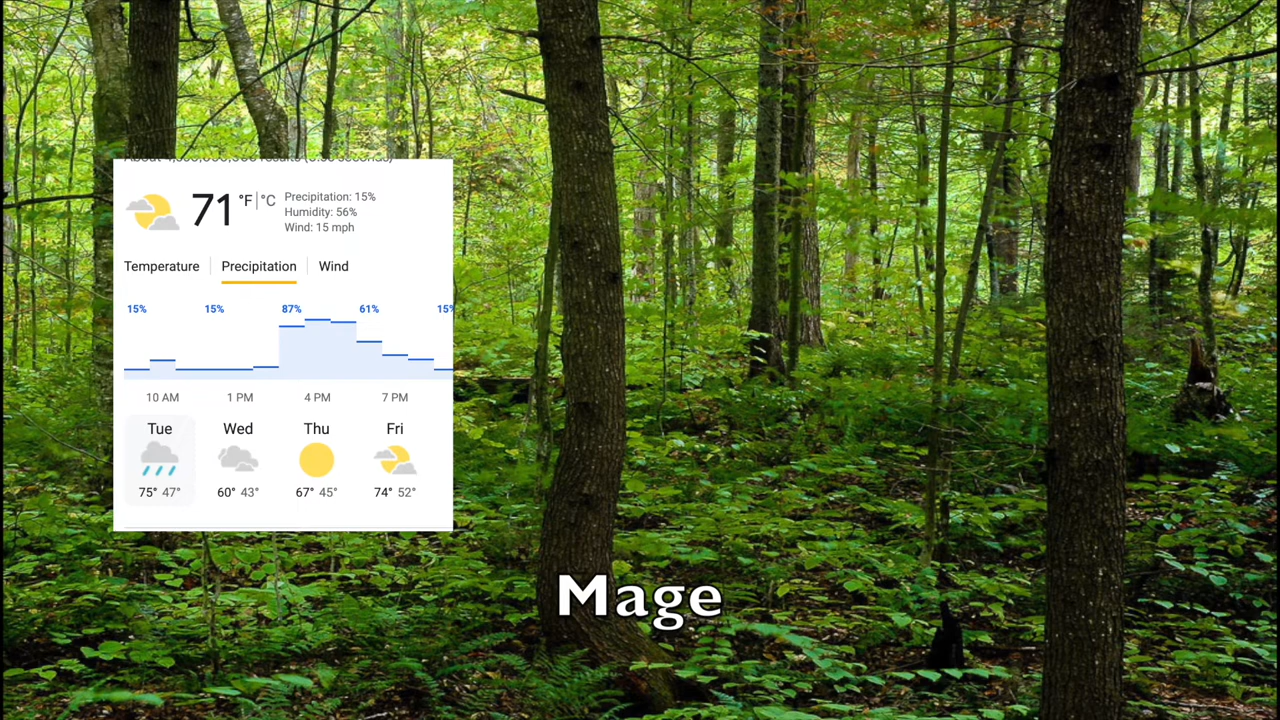 71 °F | °C
Precipitation: 15%
Humidity: 56%
Wind: 15 mph
Temperature | Precipitation | Wind
15% 15% 87% 61% 15%
10 AM 1 PM 4 PM 7 PM
Tue Wed Thu Fri
75° 47° 60° 43° 67° 45° 74° 52°
Mage